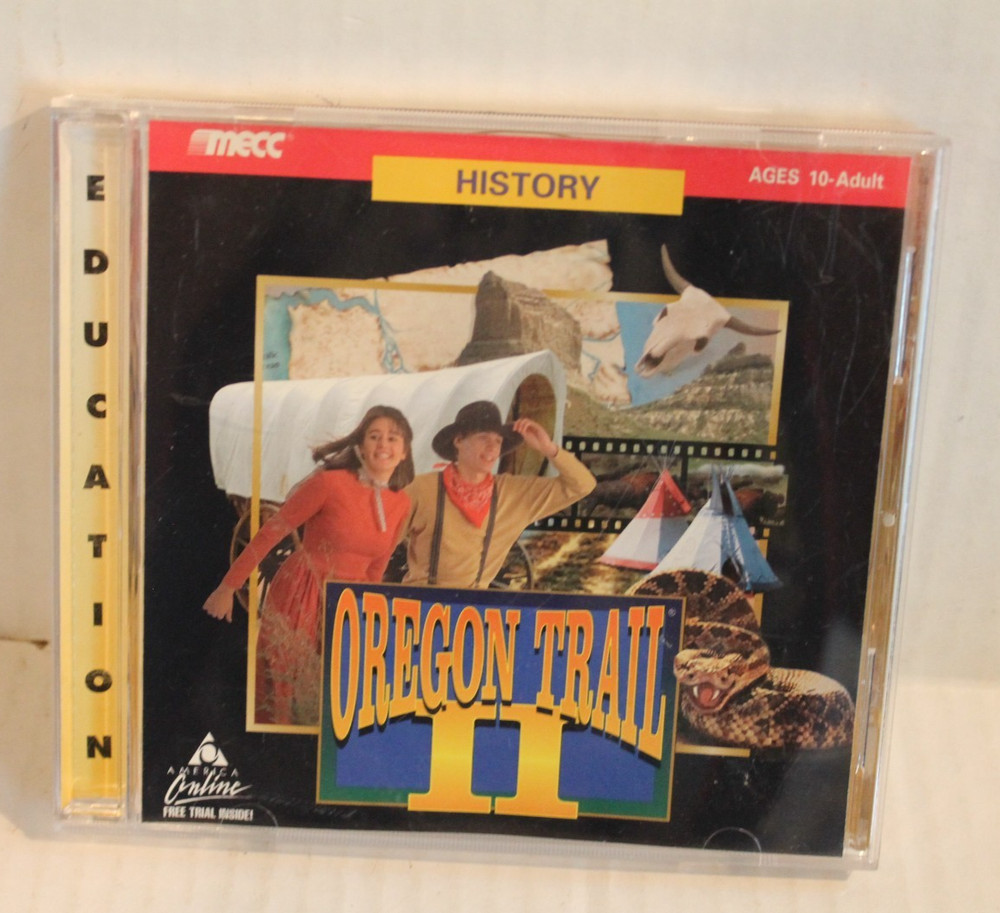 EDUCATION
mecc®
HISTORY
AGES 10-Adult
OREGON TRAIL®
II
AMERICA
Online
FREE TRIAL INSIDE!